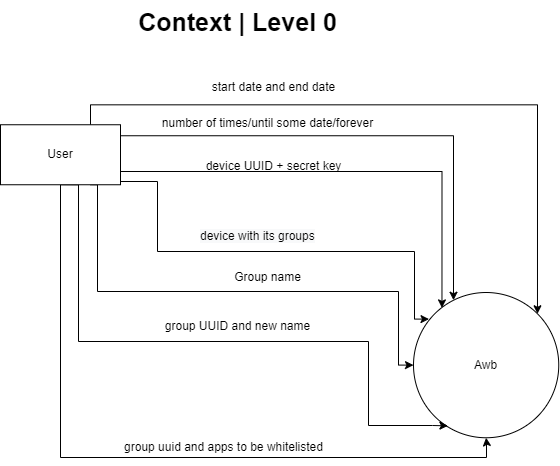 Context | Level 0
start date and end date
number of times/until some date/forever
User
device UUID + secret key
device with its groups
Group name
group UUID and new name
Awb
group uuid and apps to be whitelisted